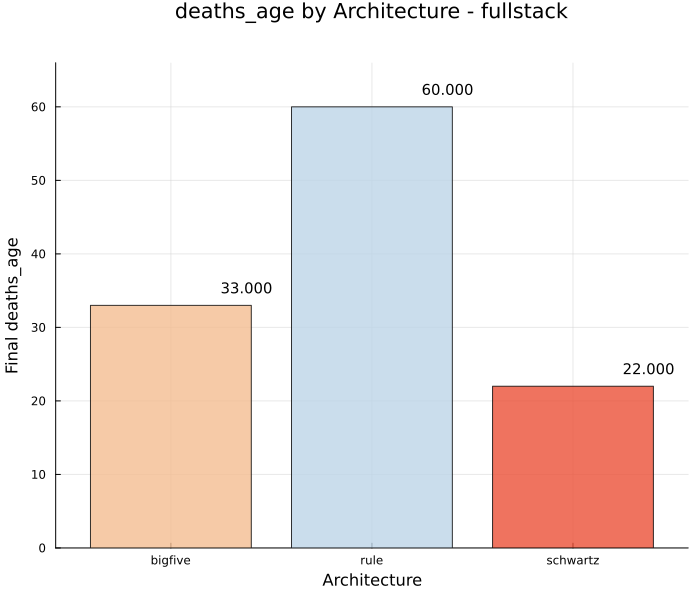 deaths_age by Architecture - fullstack
60.000
60
50
40
33.000
30
22.000
20
10
0
Final deaths_age
bigfive
rule
schwartz
Architecture